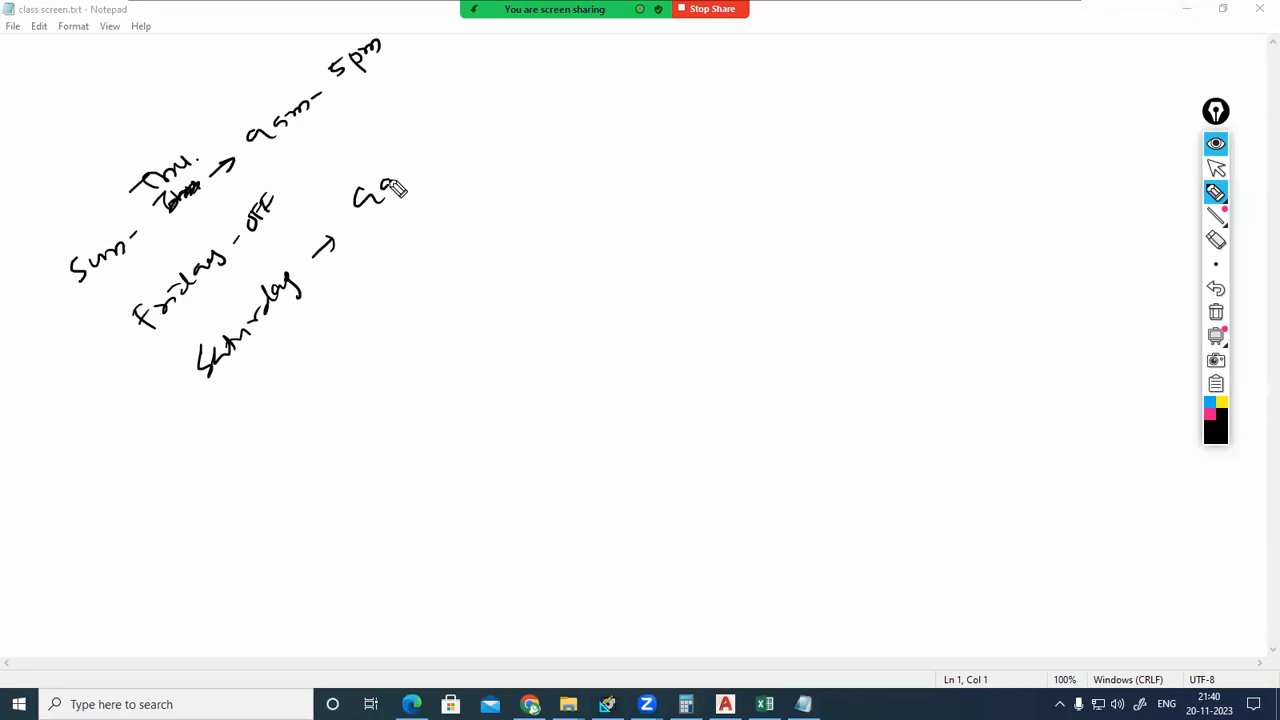 class screen.txt - Notepad
You are screen sharing
Stop Share
File Edit Format View Help
Sun - Thu. → 9am - 5pm
Friday - OFF
Saturday → 9a
Ln 1, Col 1 100% Windows (CRLF) UTF-8
Type here to search
ENG
21:40
20-11-2023